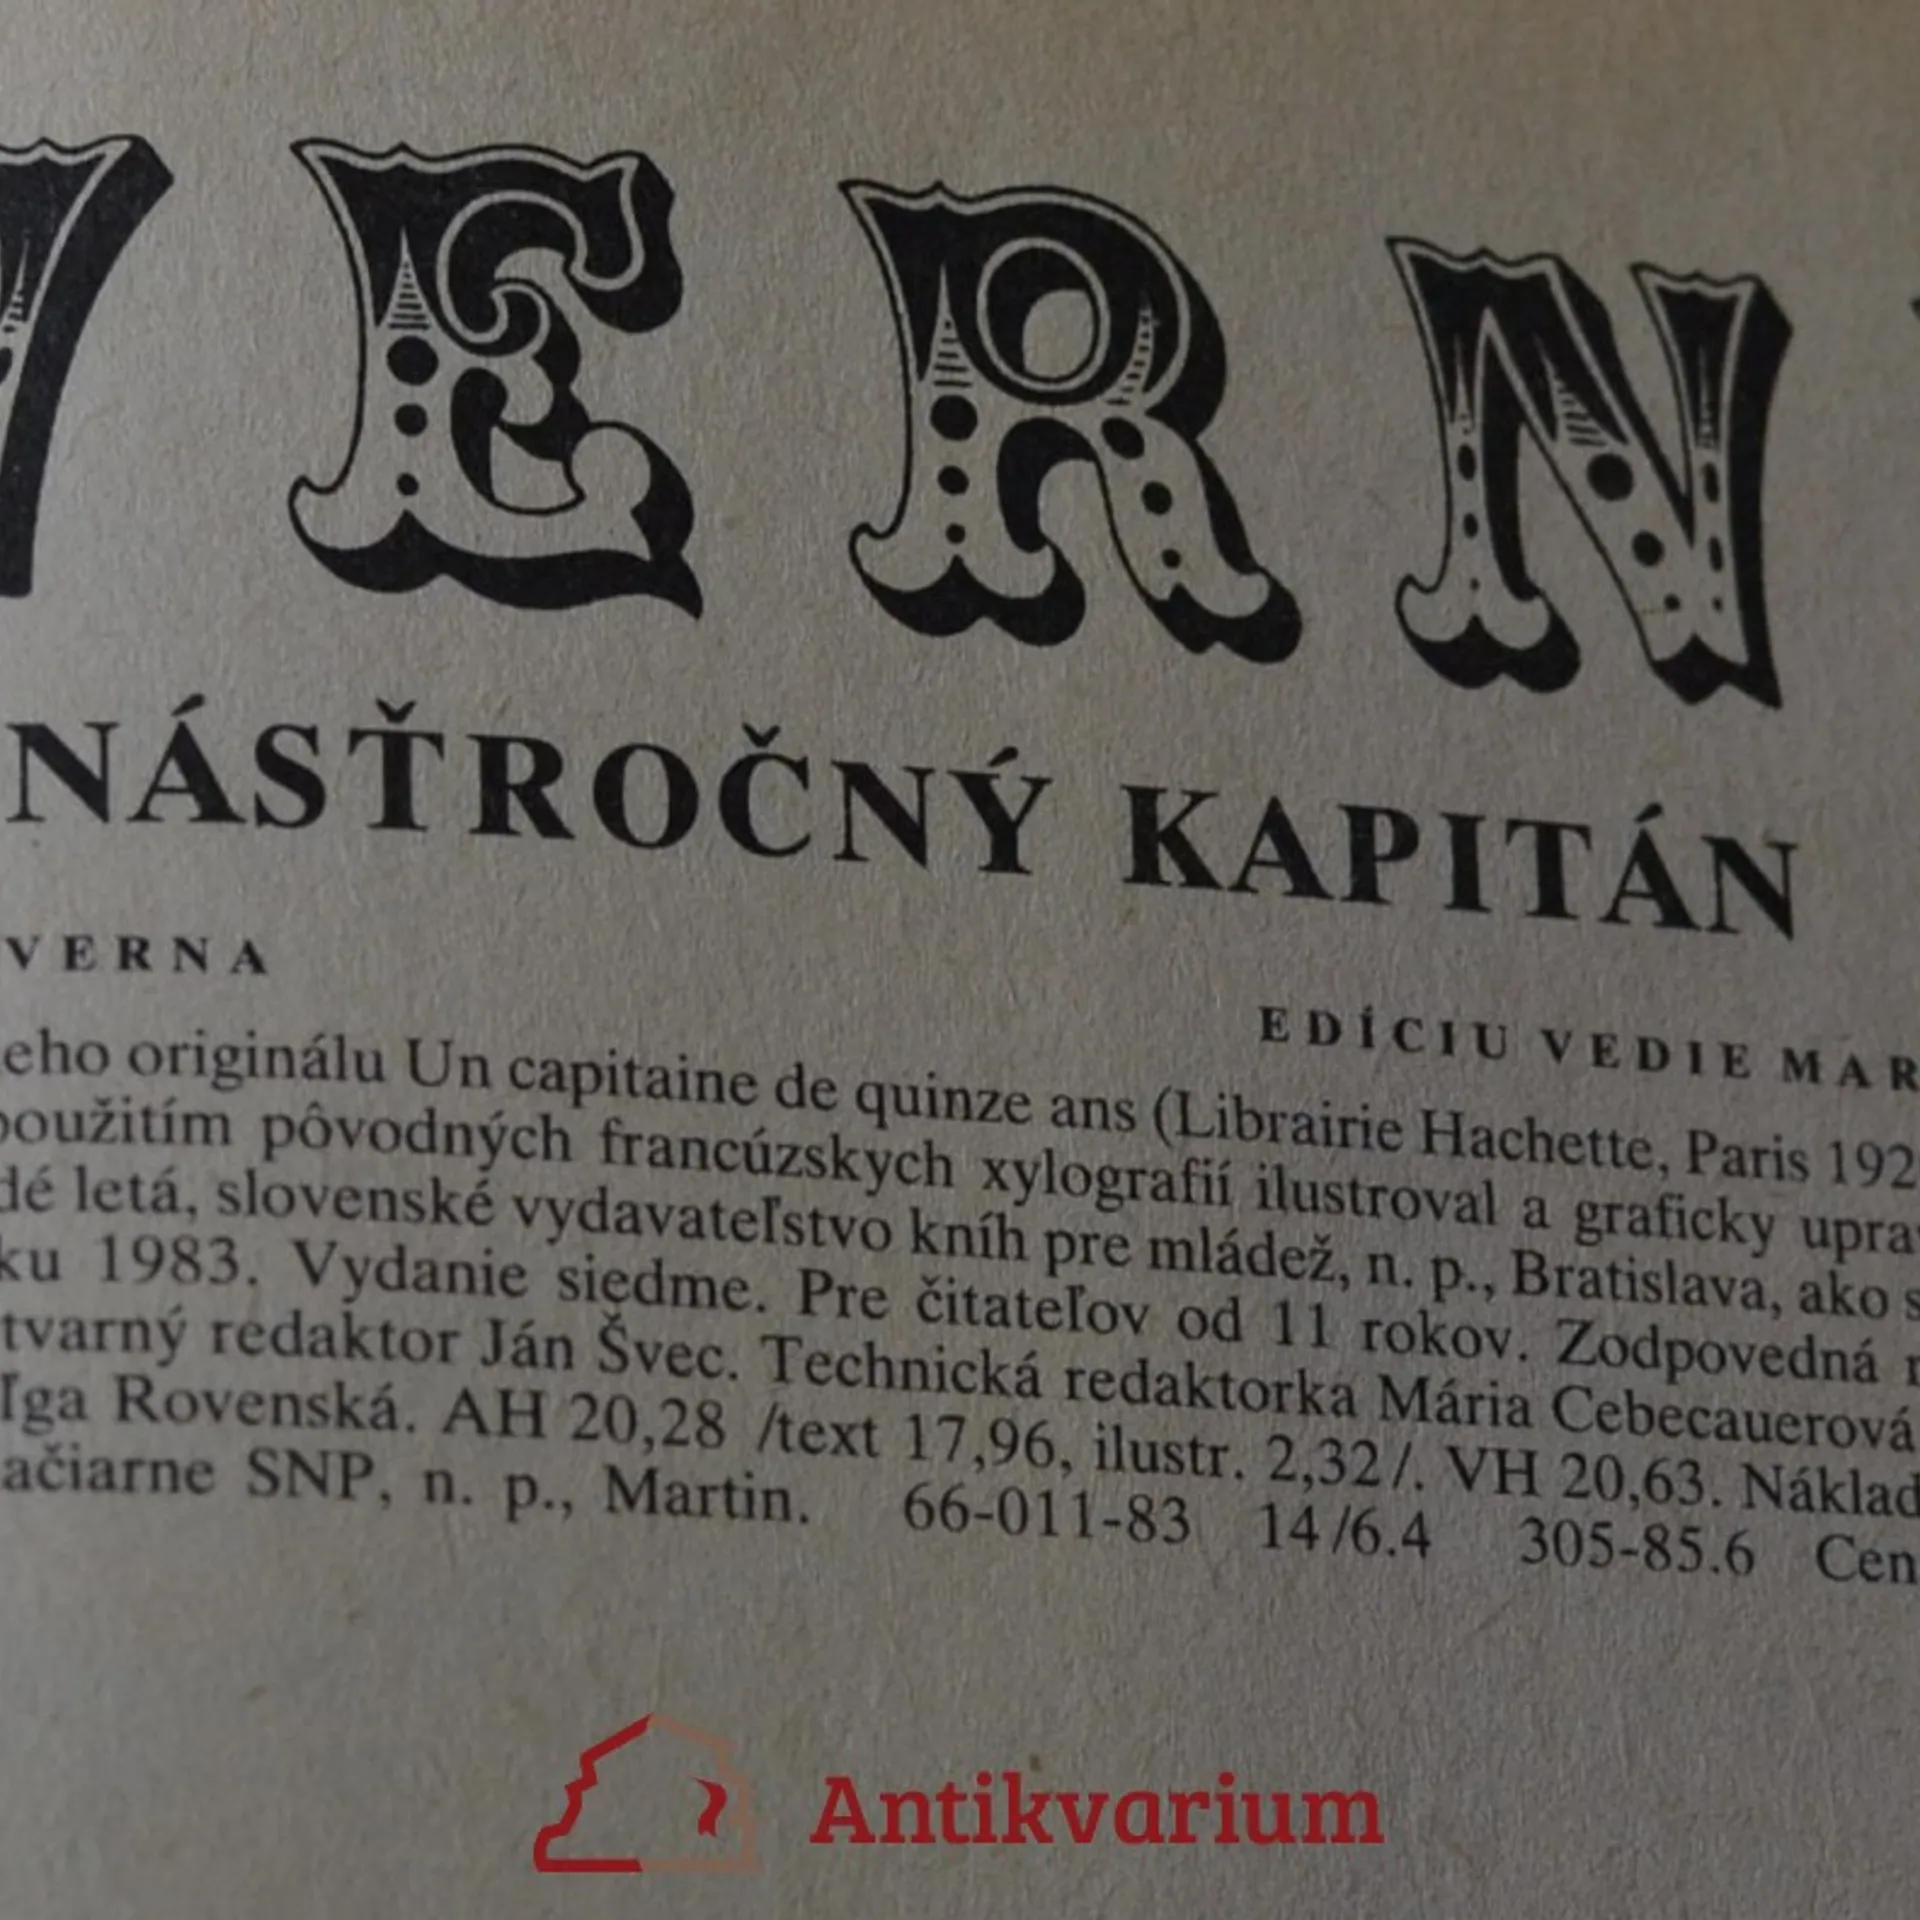 VERN
NÁSŤROČNÝ KAPITÁN
VERNA
EDÍCIU VEDIE MAR
eho originálu Un capitaine de quinze ans (Librairie Hachette, Paris 192
použitím pôvodných francúzskych xylografií ilustroval a graficky uprav
dé letá, slovenské vydavateľstvo kníh pre mládež, n. p., Bratislava, ako s
ku 1983. Vydanie siedme. Pre čitateľov od 11 rokov. Zodpovedná r
tvarný redaktor Ján Švec. Technická redaktorka Mária Cebecauerová
ľga Rovenská. AH 20,28 /text 17,96, ilustr. 2,32/. VH 20,63. Náklad
ačiarne SNP, n. p., Martin. 66-011-83 14/6.4 305-85.6 Cen
Antikvarium